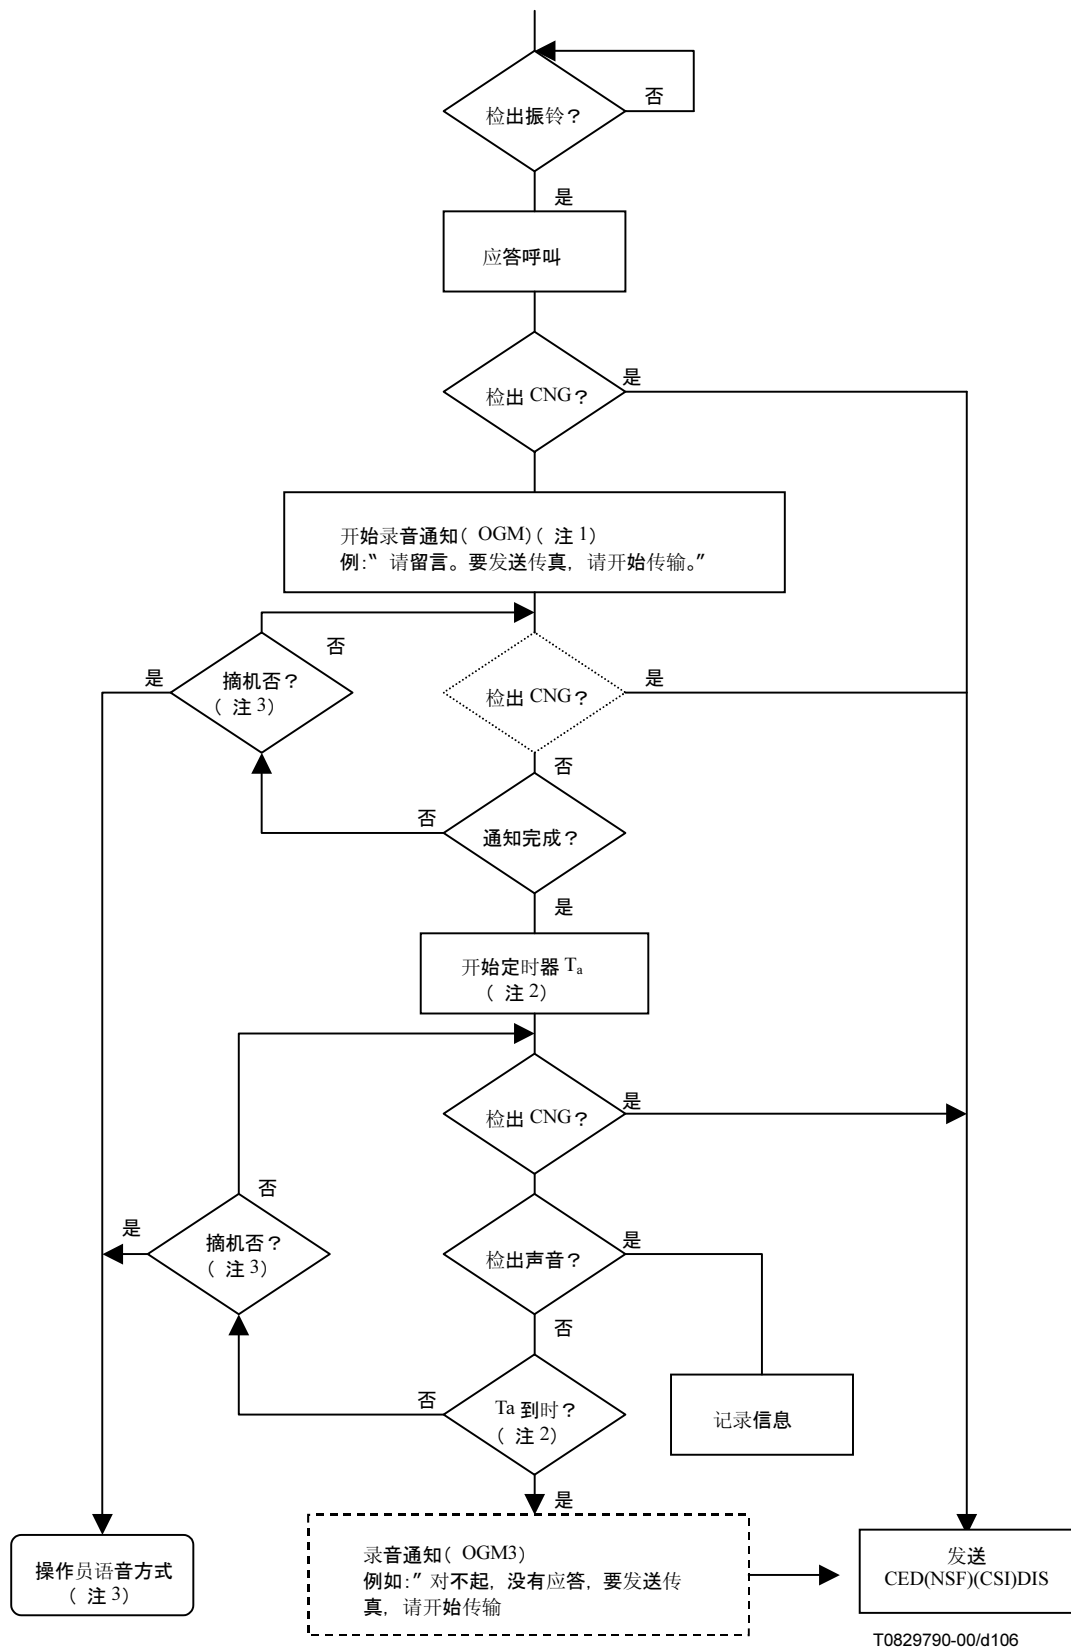 检出振铃？
否
是
应答呼叫
检出 CNG？
是
开始录音通知( OGM)( 注 1)
例:“ 请留言。要发送传真, 请开始传输。”
否
是
摘机否？
( 注 3)
检出 CNG？
是
否
否
通知完成？
是
开始定时器 Ta
( 注 2)
检出 CNG？
是
否
是
摘机否？
( 注 3)
检出声音？
是
否
否
Ta 到时？
( 注 2)
记录信息
是
操作员语音方式
( 注 3)
录音通知( OGM3)
例如:” 对不起, 没有应答, 要发送传
真, 请开始传输
发送
CED(NSF)(CSI)DIS
T0829790-00/d106